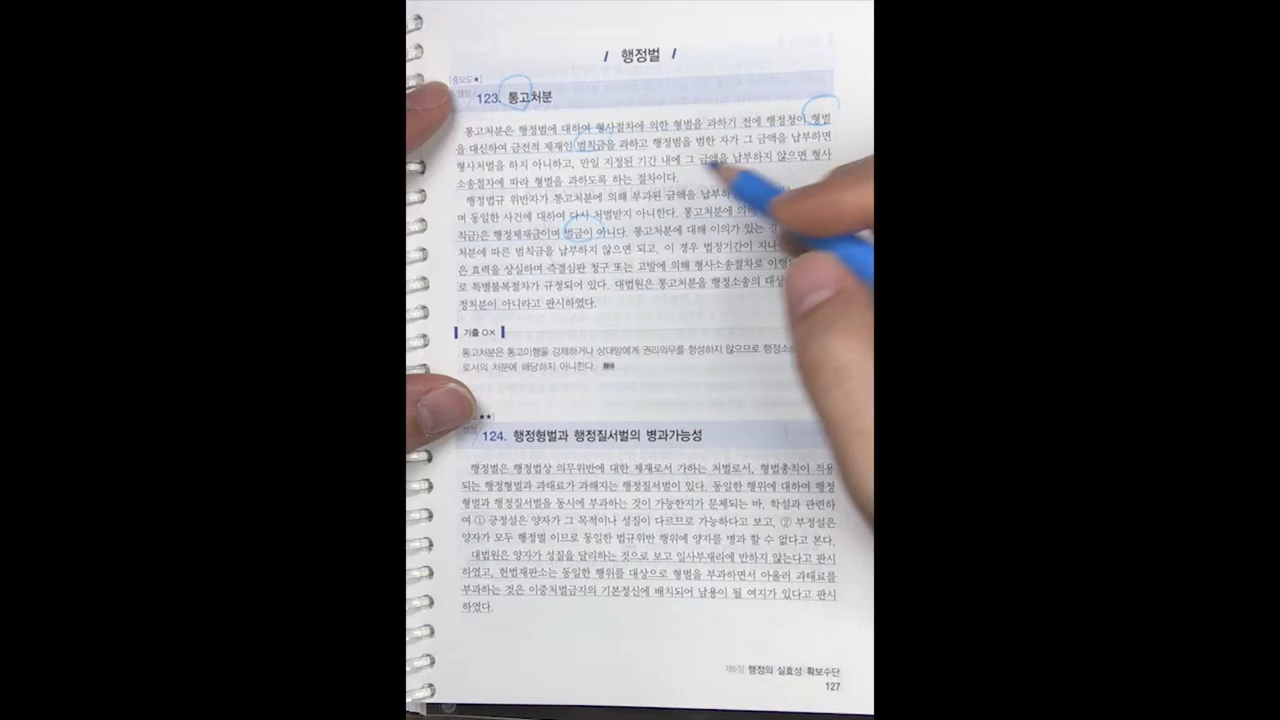 / 행정벌 /
[중요도★]
123. 통고처분
통고처분은 행정범에 대하여 형사절차에 의한 형벌을 과하기 전에 행정청이 형벌
을 대신하여 금전적 제재인 범칙금을 과하고 행정범을 범한 자가 그 금액을 납부하면
형사처벌을 하지 아니하고, 만일 지정된 기간 내에 그 금액을 납부하지 않으면 형사
소송절차에 따라 형벌을 과하도록 하는 절차이다.
행정법규 위반자가 통고처분에 의해 부과된 금액을 납부하
며 동일한 사건에 대하여 다시 처벌받지 아니한다. 통고처분에 의
칙금)은 행정제재금이며 벌금이 아니다. 통고처분에 대해 이의가 있는 경
처분에 따른 범칙금을 납부하지 않으면 되고, 이 경우 법정기간이 지나
은 효력을 상실하며 즉결심판 청구 또는 고발에 의해 형사소송절차로 이행
로 특별불복절차가 규정되어 있다. 대법원은 통고처분을 행정소송의 대상
정처분이 아니라고 판시하였다.
기출 O×
통고처분은 통고이행을 강제하거나 상대방에게 권리의무를 형성하지 않으므로 행정소
로서의 처분에 해당하지 아니한다.
★★]
124. 행정형벌과 행정질서벌의 병과가능성
행정벌은 행정법상 의무위반에 대한 제재로서 가하는 처벌로서, 형법총칙이 적용
되는 행정형벌과 과태료가 과해지는 행정질서벌이 있다. 동일한 행위에 대하여 행정
형벌과 행정질서벌을 동시에 부과하는 것이 가능한지가 문제되는 바. 학설과 관련하
여 ① 긍정설은 양자가 그 목적이나 성질이 다르므로 가능하다고 보고, ② 부정설은
양자가 모두 행정벌 이므로 동일한 법규위반 행위에 양자를 병과 할 수 없다고 본다.
대법원은 양자가 성질을 달리하는 것으로 보고 일사부재리에 반하지 않는다고 판시
하였고, 헌법재판소는 동일한 행위를 대상으로 형벌을 부과하면서 아울러 과태료를
부과하는 것은 이중처벌금지의 기본정신에 배치되어 남용이 될 여지가 있다고 판시
하였다.
제5장 행정의 실효성 확보수단
127